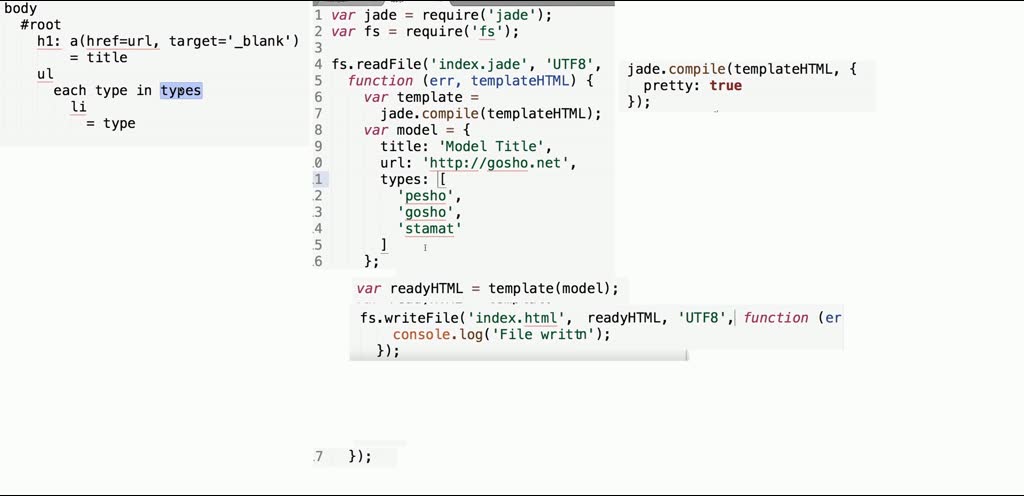 body
#root
h1: a(href=url, target='_blank')
= title
ul
each type in types
li
= type
1 var jade = require('jade');
2 var fs = require('fs');
3
4 fs.readFile('index.jade', 'UTF8',
5 function (err, templateHTML) {
6 var template =
7 jade.compile(templateHTML);
8 var model = {
9 title: 'Model Title',
0 url: 'http://gosho.net',
1 types: [
2 'pesho',
3 'gosho',
4 'stamat'
5 ]
6 };
var readyHTML = template(model);
fs.writeFile('index.html', readyHTML, 'UTF8', function (er
console.log('File writtn');
});
7 });
jade.compile(templateHTML, {
pretty: true
});